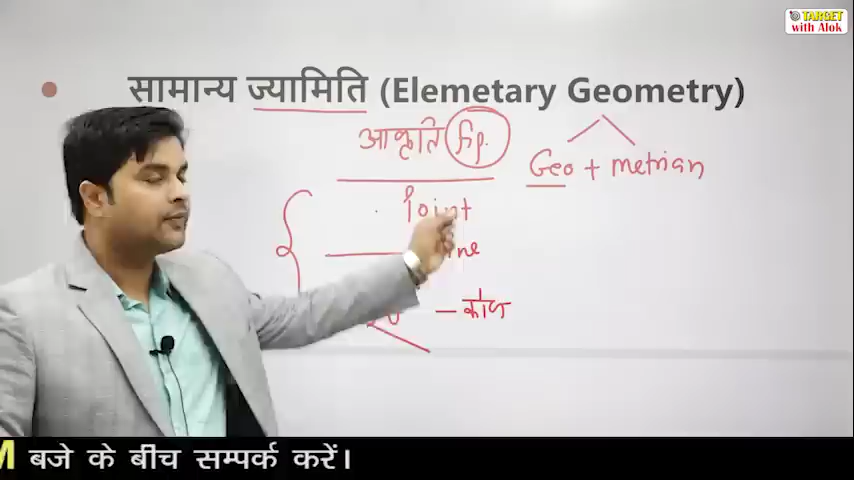 TARGET
with Alok
सामान्य ज्यामिति (Elemetary Geometry)
आकृति fig.
Geo + metrian
Point
ine
— कोण
M बजे के बीच सम्पर्क करें।